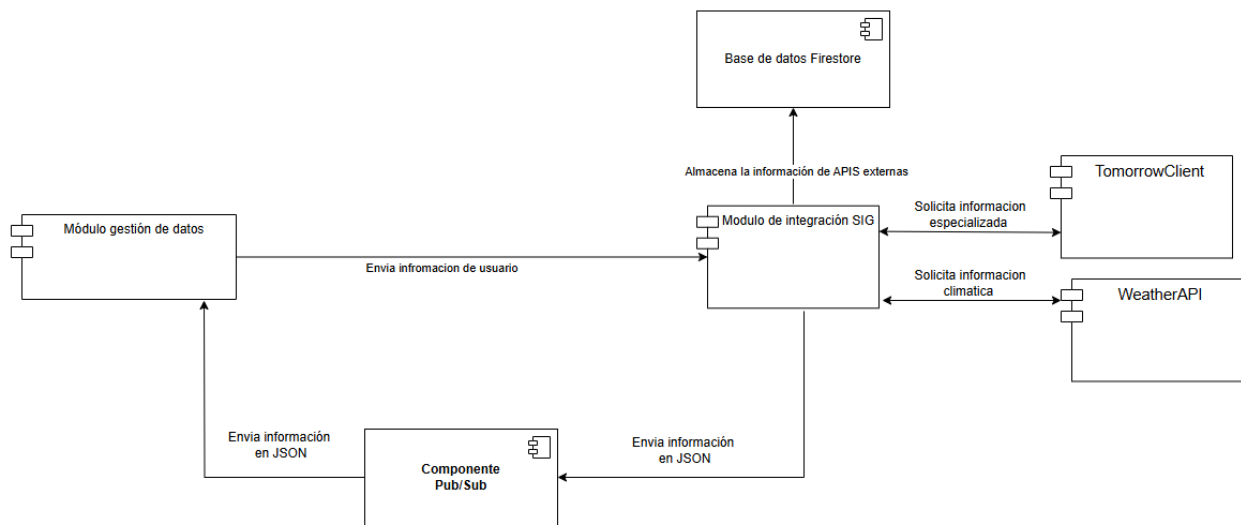 Base de datos Firestore
Almacena la información de APIS externas
TomorrowClient
Solicita informacion
especializada
Módulo gestión de datos
Modulo de integración SIG
Envia infromacion de usuario
Solicita informacion
climatica
WeatherAPI
Envia información
en JSON
Componente
Pub/Sub
Envia información
en JSON